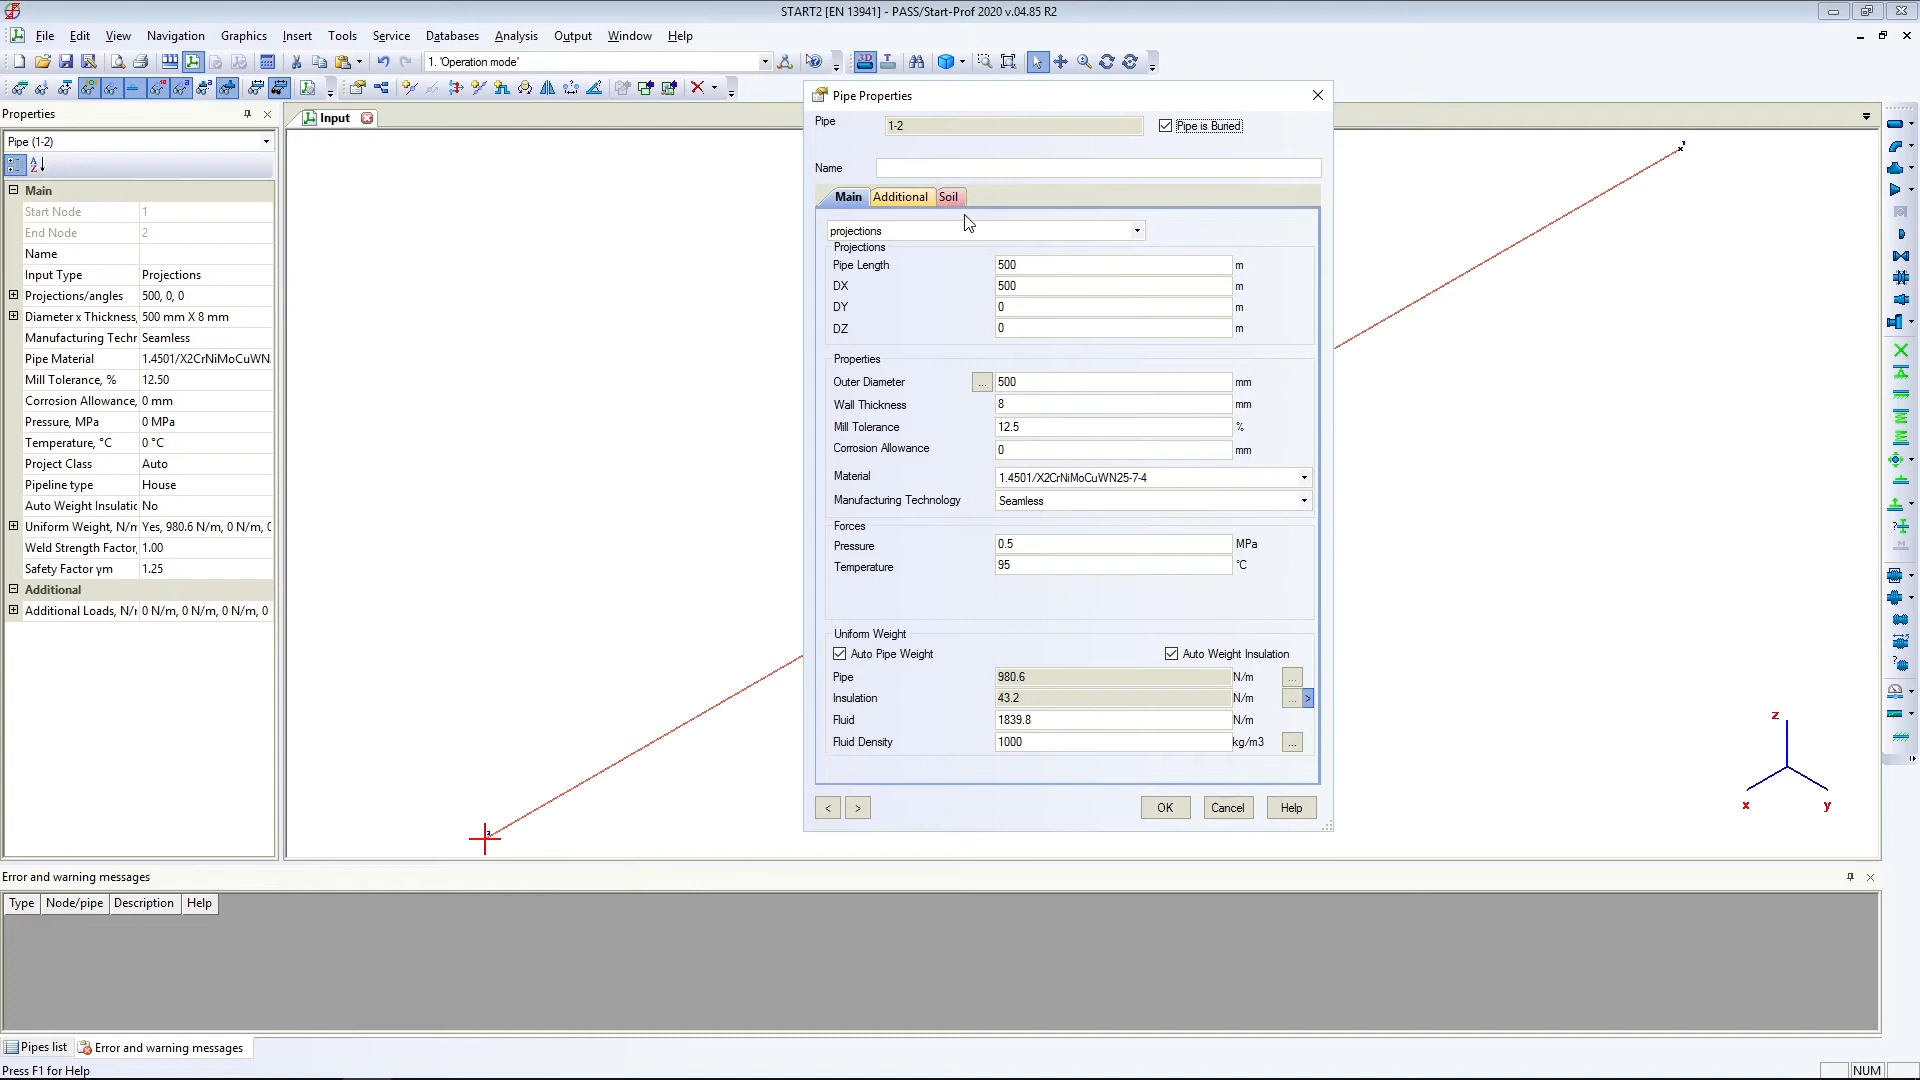 START2 [EN 13941] - PASS/Start-Prof 2020 v.04.85 R2
File Edit View Navigation Graphics Insert Tools Service Databases Analysis Output Window Help
1. 'Operation mode'
3D
Properties
Pipe (1-2)
Main
Start Node 1
End Node 2
Name
Input Type Projections
Projections/angles 500, 0, 0
Diameter x Thickness, 500 mm X 8 mm
Manufacturing Techr Seamless
Pipe Material 1.4501/X2CrNiMoCuWN
Mill Tolerance, % 12.50
Corrosion Allowance, 0 mm
Pressure, MPa 0 MPa
Temperature, °C 0 °C
Project Class Auto
Pipeline type House
Auto Weight Insulatic No
Uniform Weight, N/m Yes, 980.6 N/m, 0 N/m, 0
Weld Strength Factor, 1.00
Safety Factor γm 1.25
Additional
Additional Loads, N/m 0 N/m, 0 N/m, 0 N/m, 0
Input
Pipe Properties
Pipe 1-2 Pipe is Buried
Name
Main Additional Soil
projections
Projections
Pipe Length 500 m
DX 500 m
DY 0 m
DZ 0 m
Properties
Outer Diameter ... 500 mm
Wall Thickness 8 mm
Mill Tolerance 12.5 %
Corrosion Allowance 0 mm
Material 1.4501/X2CrNiMoCuWN25-7-4
Manufacturing Technology Seamless
Forces
Pressure 0.5 MPa
Temperature 95 °C
Uniform Weight
Auto Pipe Weight Auto Weight Insulation
Pipe 980.6 N/m ...
Insulation 43.2 N/m ... >
Fluid 1839.8 N/m
Fluid Density 1000 kg/m3 ...
< > OK Cancel Help
z
x y
Error and warning messages
Type Node/pipe Description Help
Pipes list Error and warning messages
Press F1 for Help NUM